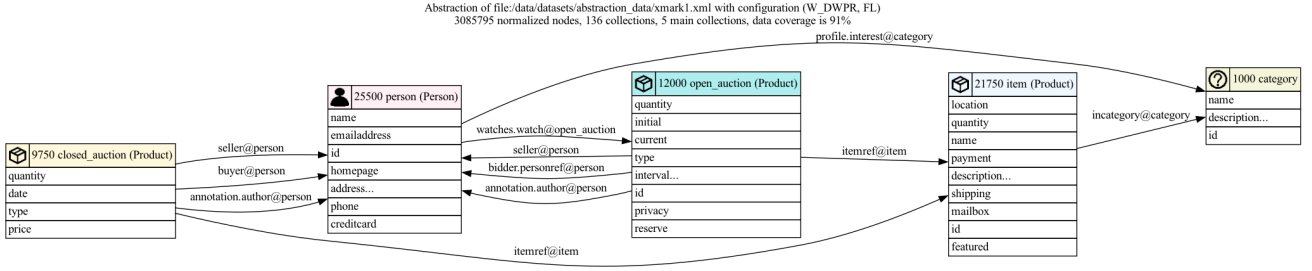 Abstraction of file:/data/datasets/abstraction_data/xmark1.xml with configuration (W_DWPR, FL)
3085795 normalized nodes, 136 collections, 5 main collections, data coverage is 91%
9750 closed_auction (Product)
quantity
date
type
price
seller@person
buyer@person
annotation.author@person
itemref@item
25500 person (Person)
name
emailaddress
id
homepage
address...
phone
creditcard
profile.interest@category
watches.watch@open_auction
seller@person
bidder.personref@person
annotation.author@person
12000 open_auction (Product)
quantity
initial
current
type
interval...
id
privacy
reserve
itemref@item
21750 item (Product)
location
quantity
name
payment
description...
shipping
mailbox
id
featured
incategory@category
1000 category
name
description...
id